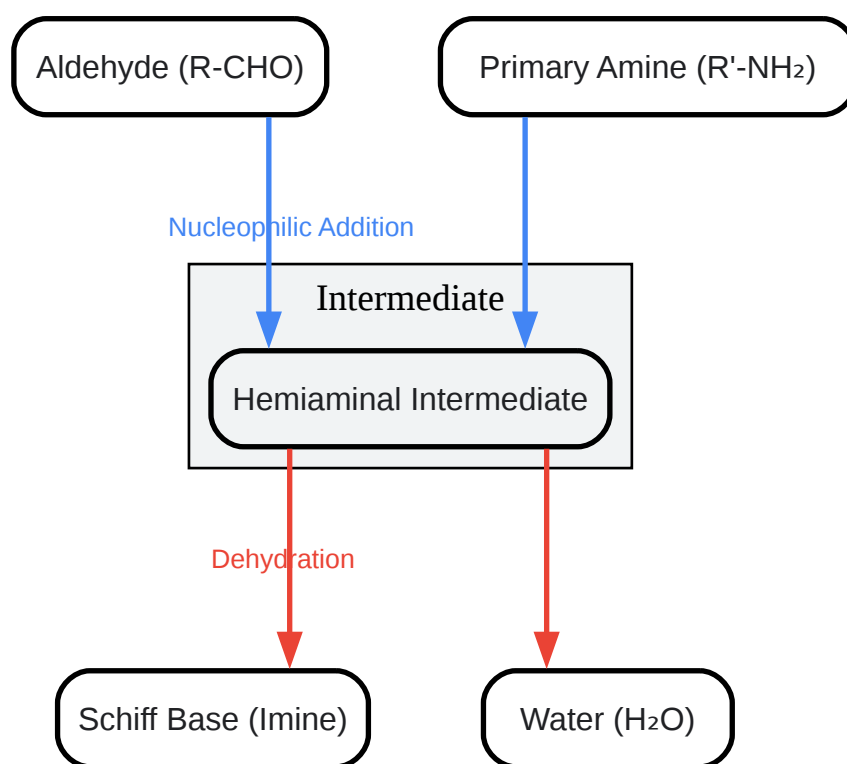 Aldehyde (R-CHO)
Primary Amine (R'-NH₂)
Nucleophilic Addition
Intermediate
Hemiaminal Intermediate
Dehydration
Schiff Base (Imine)
Water (H₂O)